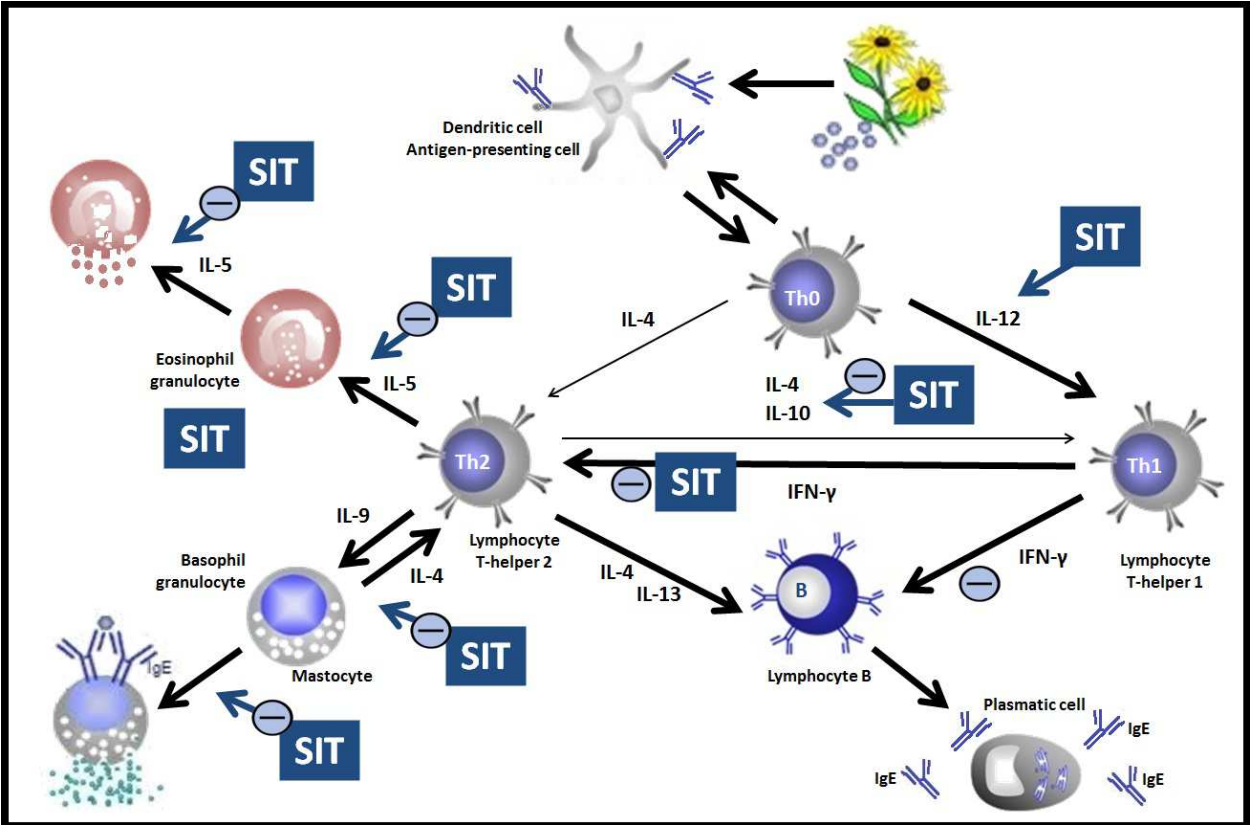 Dendritic cell
Antigen-presenting cell
SIT
IL-5
SIT
Th0
SIT
IL-12
IL-4
Eosinophil
granulocyte
IL-5
IL-4
IL-10
SIT
SIT
Th2
SIT
IFN-γ
Th1
IL-9
Lymphocyte
T-helper 2
IL-4
Basophil
granulocyte
IL-4
IL-13
B
IFN-γ
Lymphocyte
T-helper 1
SIT
IgE
Mastocyte
Lymphocyte B
SIT
Plasmatic cell
IgE
IgE
IgE